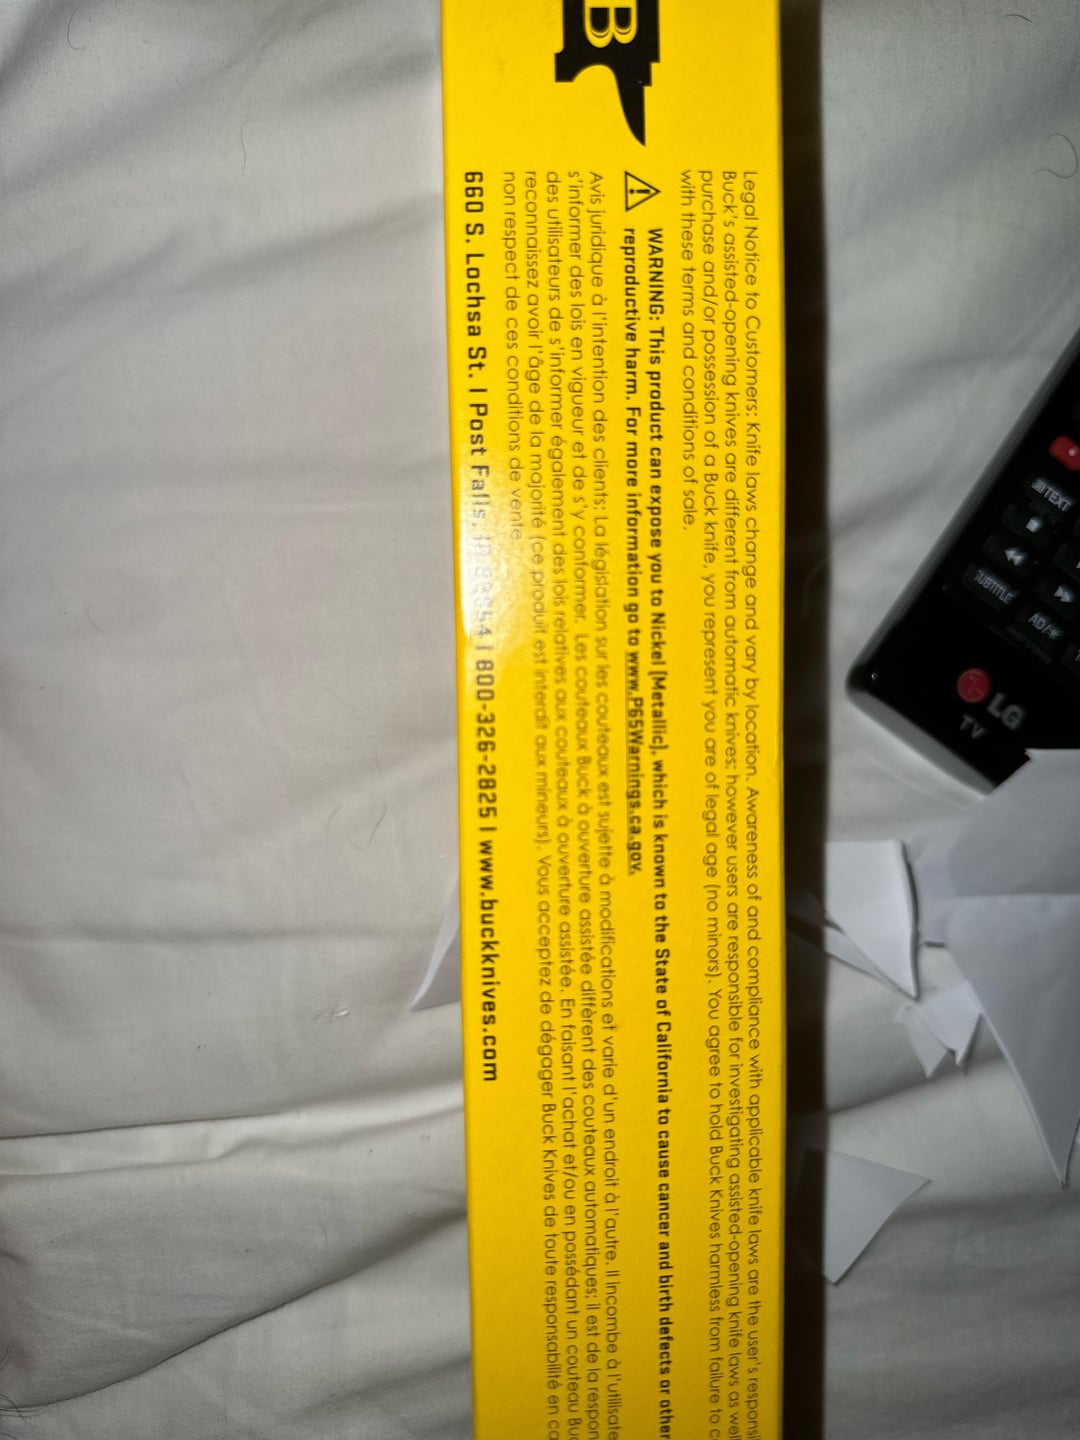 B
Legal Notice to Customers: Knife laws change and vary by location. Awareness of and compliance with applicable knife laws are the user's
Buck's assisted-opening knives are different from automatic knives; however users are responsible for investigating assisted-opening knife laws as well
purchase and/or possession of a Buck knife, you represent you are of legal age (no minors). You agree to hold Buck Knives harmless from failure to
with these terms and conditions of sale.
WARNING: This product can expose you to Nickel (Metallic), which is known to the State of California to cause cancer and birth defects or other
reproductive harm. For more information go to www.P65Warnings.ca.gov.
Avis juridique à l'intention des clients: La législation sur les couteaux est sujette à modifications et varie d'un endroit à l'autre. Il incombe à
s'informer des lois en vigueur et de s'y conformer. Les couteaux Buck à ouverture assistée diffèrent des couteaux automatiques; il est de la
des utilisateurs de s'informer également des lois relatives aux couteaux à ouverture assistée. En faisant l'achat et/ou en possédant un couteau
reconnaissez avoir l'âge de la majorité (ce produit est interdit aux mineurs). Vous acceptez de dégager Buck Knives de toute responsabilité en
non respect de ces conditions de vente.
660 S. Lochsa St. | Post Falls, ID 83854 | 800-326-2825 | www.buckknives.com
TEXT
SUBTITLE
AD/*
LG
TV